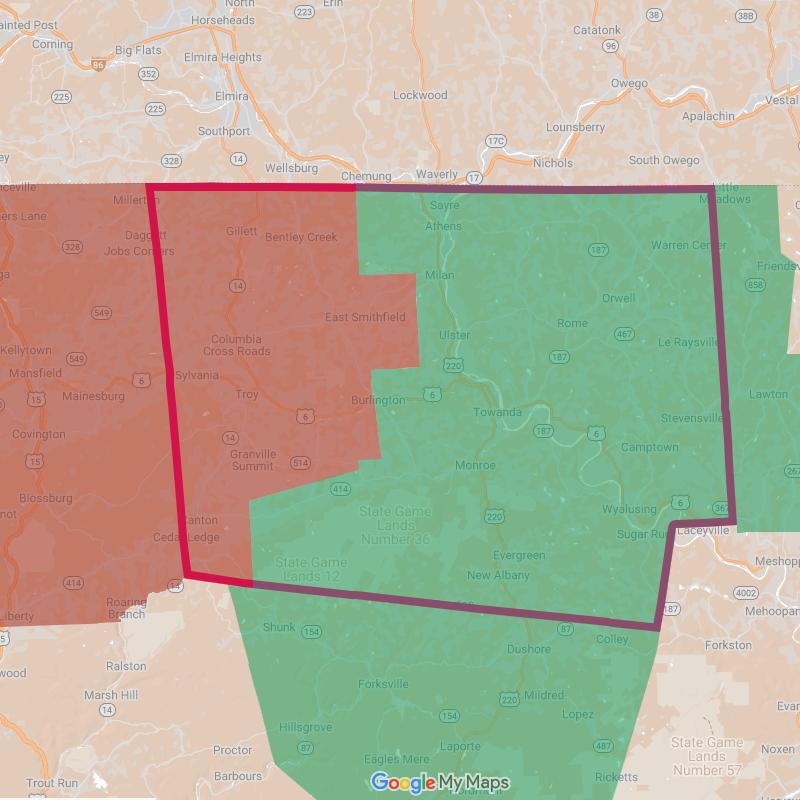 North
Horseheads
223
Erin
38
38B
ainted Post
Corning
Big Flats
86
Elmira Heights
352
Catatonk
96
225
225
Elmira
Lockwood
Owego
Apalachin
Vestal
Southport
Lounsberry
17C
328
14
Wellsburg
Chemung
Waverly
17
Nichols
South Owego
Millerton
Sayre
Little
Meadows
ers Lane
Daggett
Gillett
Bentley Creek
Athens
328
Jobs Corners
187
Warren Center
Friends
14
Milan
858
549
Orwell
East Smithfield
Rome
467
Columbia
Cross Roads
Ulster
Le Raysville
Kellytown
549
187
Mansfield
220
6
Sylvania
Mainesburg
15
Troy
Burlington
6
Lawton
6
Towanda
Stevensville
Covington
14
187
6
Camptown
Granville
Summit
514
Monroe
15
267
414
Blossburg
Wyalusing
6
367
State Game
Lands
Number 36
220
Canton
Sugar Run
Laceyville
Cedar Ledge
Evergreen
State Game
Lands 12
New Albany
Meshopp
414
14
4002
Roaring
Branch
187
Mehoopan
Liberty
Shunk
154
87
Colley
Forkston
Dushore
Ralston
Forksville
Marsh Hill
220
Mildred
14
154
Lopez
Hillsgrove
87
Laporte
487
State Game
Lands
Number 57
Noxen
Proctor
Eagles Mere
Trout Run
Barbours
Ricketts
Google My Maps